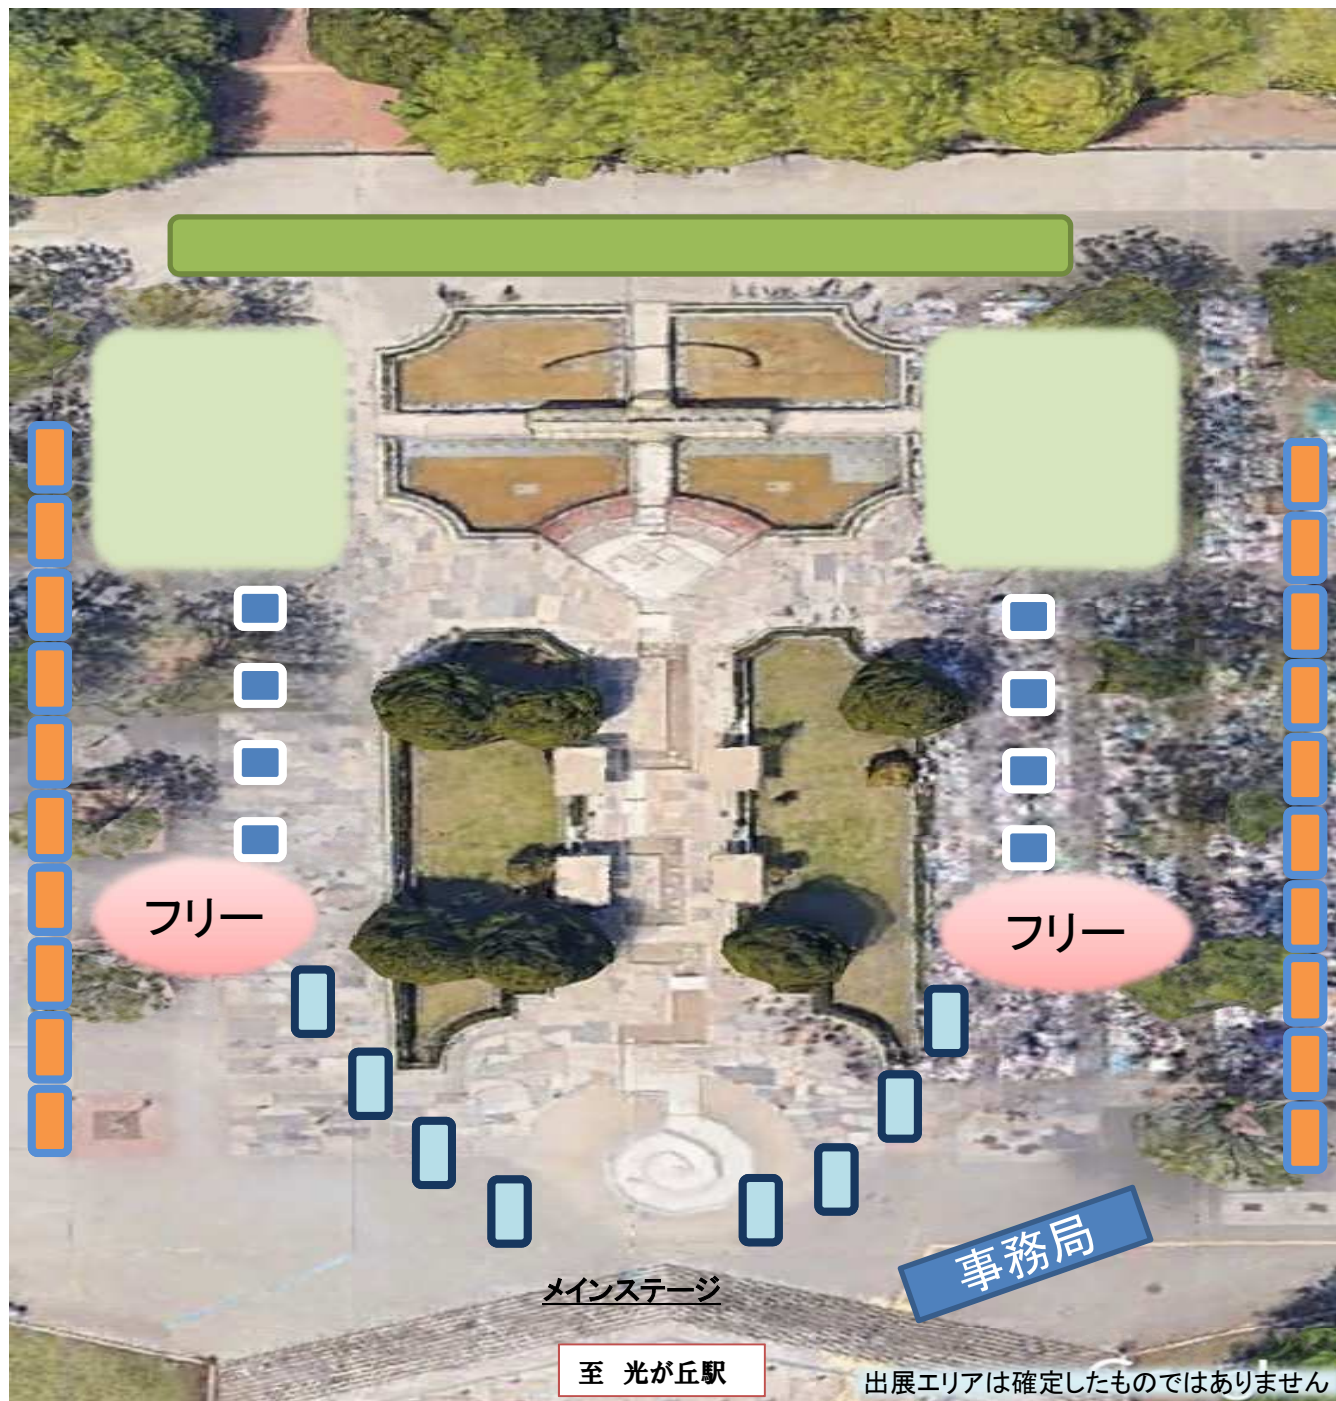 フリー
フリー
事務局
メインステージ
至 光が丘駅
出展エリアは確定したものではありません